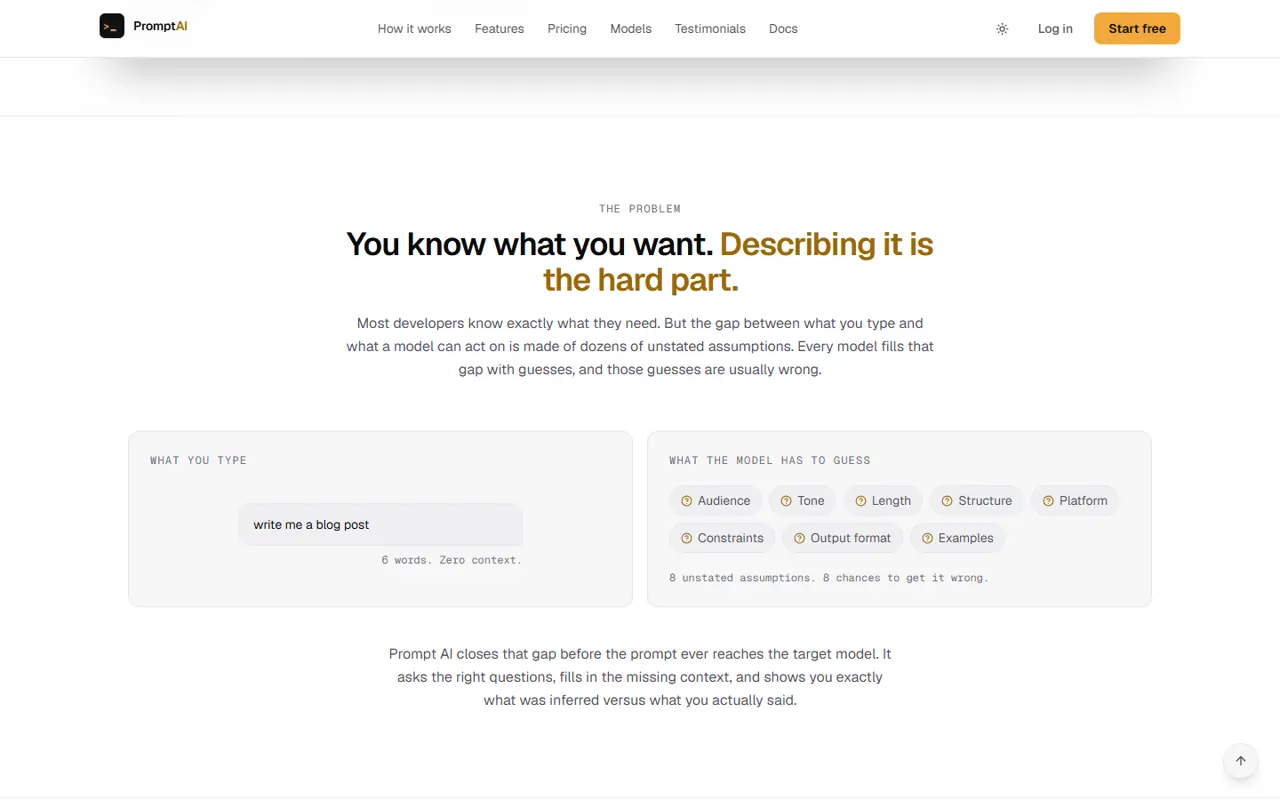 PromptAI
How it works
Features
Pricing
Models
Testimonials
Docs
Log in
Start free
THE PROBLEM
You know what you want. Describing it is
the hard part.
Most developers know exactly what they need. But the gap between what you type and
what a model can act on is made of dozens of unstated assumptions. Every model fills that
gap with guesses, and those guesses are usually wrong.
WHAT YOU TYPE
write me a blog post
6 words. Zero context.
WHAT THE MODEL HAS TO GUESS
Audience
Tone
Length
Structure
Platform
Constraints
Output format
Examples
8 unstated assumptions. 8 chances to get it wrong.
Prompt AI closes that gap before the prompt ever reaches the target model. It
asks the right questions, fills in the missing context, and shows you exactly
what was inferred versus what you actually said.